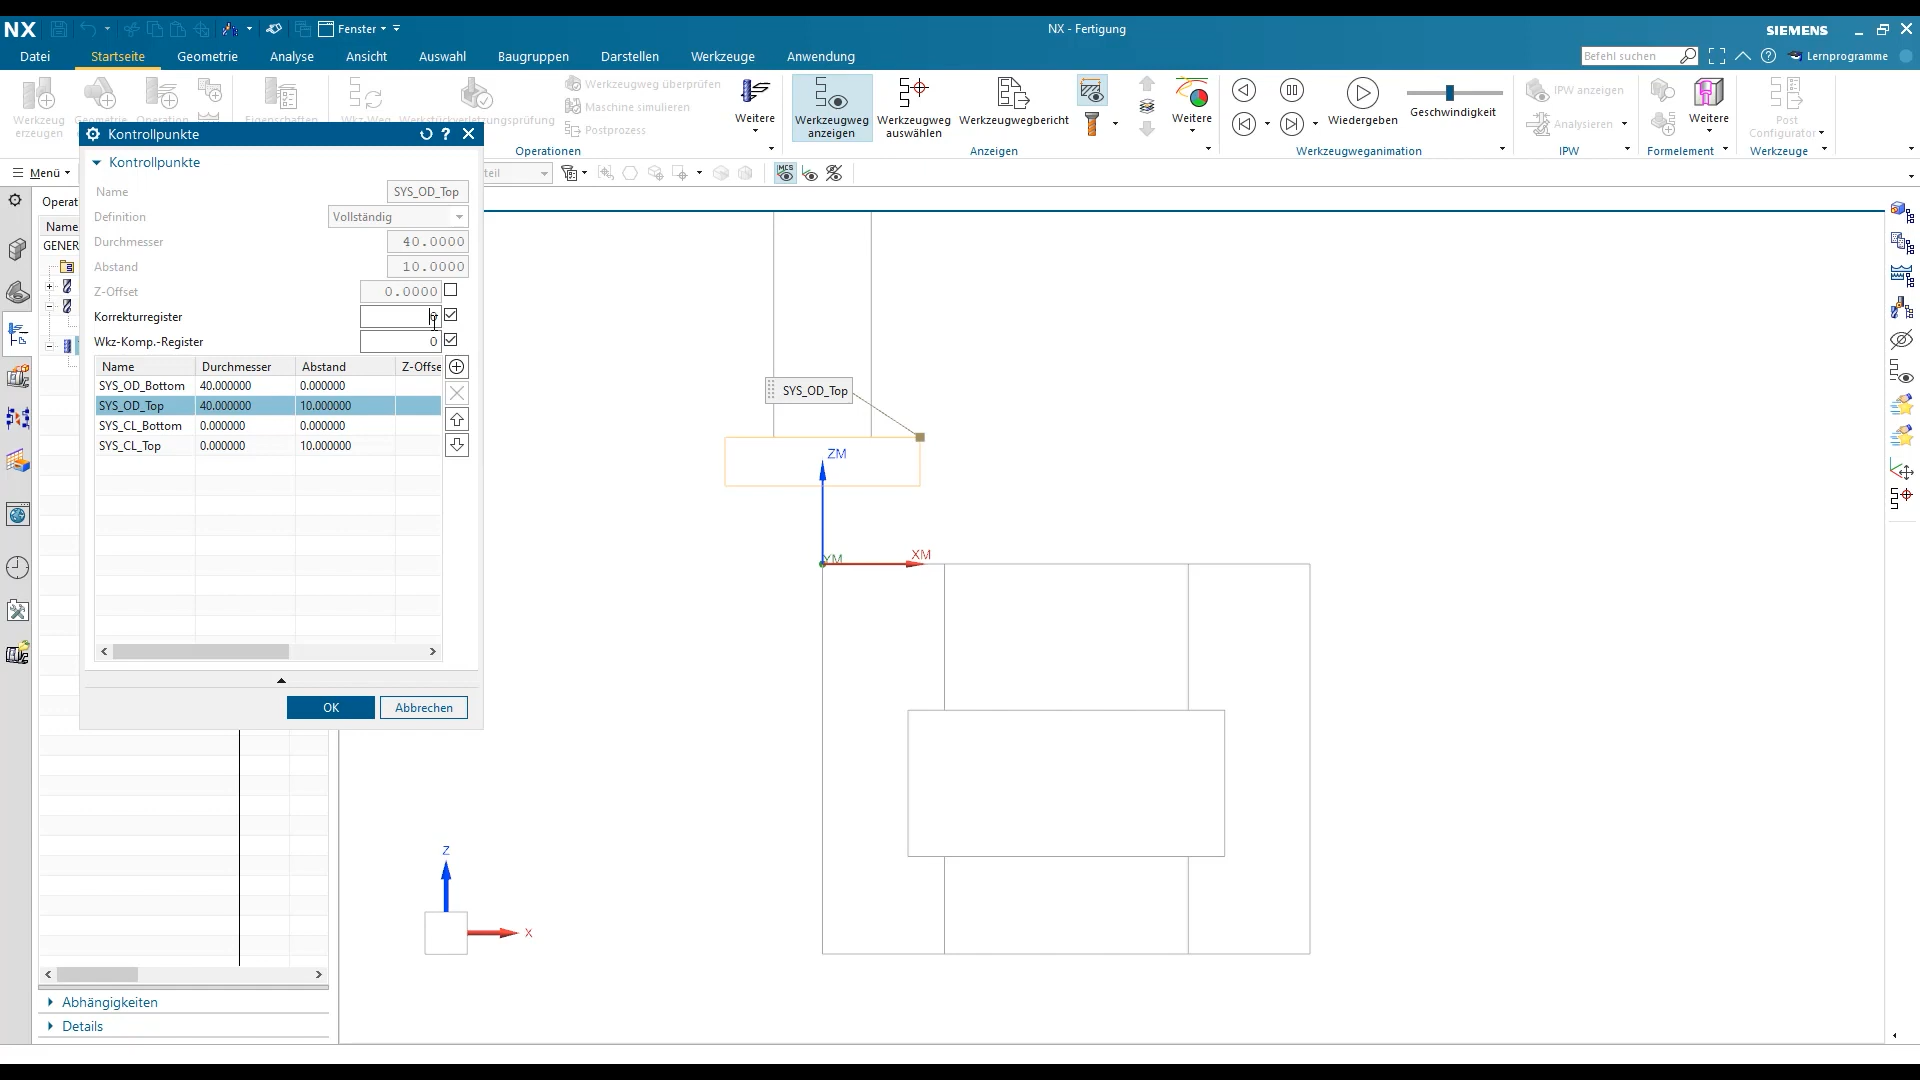 NX
Fenster
NX - Fertigung
SIEMENS
Datei
Startseite
Geometrie
Analyse
Ansicht
Auswahl
Baugruppen
Darstellen
Werkzeuge
Anwendung
Befehl suchen
Lernprogramme
Werkzeug erzeugen
Weitere
Werkzeugweg überprüfen
Maschine simulieren
Postprozess
Werkzeugweg anzeigen
Werkzeugweg auswählen
Werkzeugwegbericht
Weitere
Wiedergeben
Geschwindigkeit
IPW anzeigen
Analysieren
Weitere
Post Configurator
Operationen
Anzeigen
Werkzeugweganimation
IPW
Formelement
Werkzeuge
Menü
teil
MCS
Operat
Name
GENER
Kontrollpunkte
Kontrollpunkte
Name SYS_OD_Top
Definition Vollständig
Durchmesser 40.0000
Abstand 10.0000
Z-Offset 0.0000
Korrekturregister
Wkz-Komp.-Register 0
Name Durchmesser Abstand Z-Offse
SYS_OD_Bottom 40.000000 0.000000
SYS_OD_Top 40.000000 10.000000
SYS_CL_Bottom 0.000000 0.000000
SYS_CL_Top 0.000000 10.000000
OK
Abbrechen
SYS_OD_Top
ZM
YM
XM
Z
X
Abhängigkeiten
Details